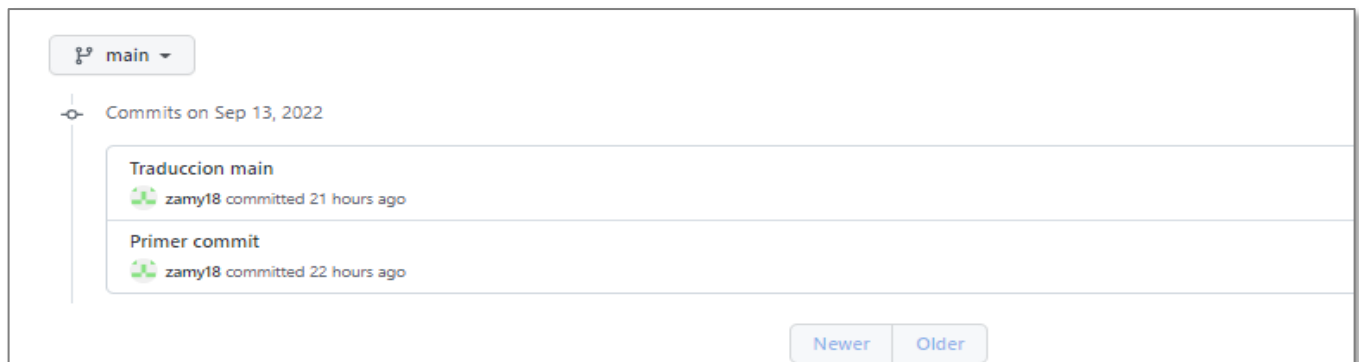 main
Commits on Sep 13, 2022
Traduccion main
zamy18 committed 21 hours ago
Primer commit
zamy18 committed 22 hours ago
Newer Older